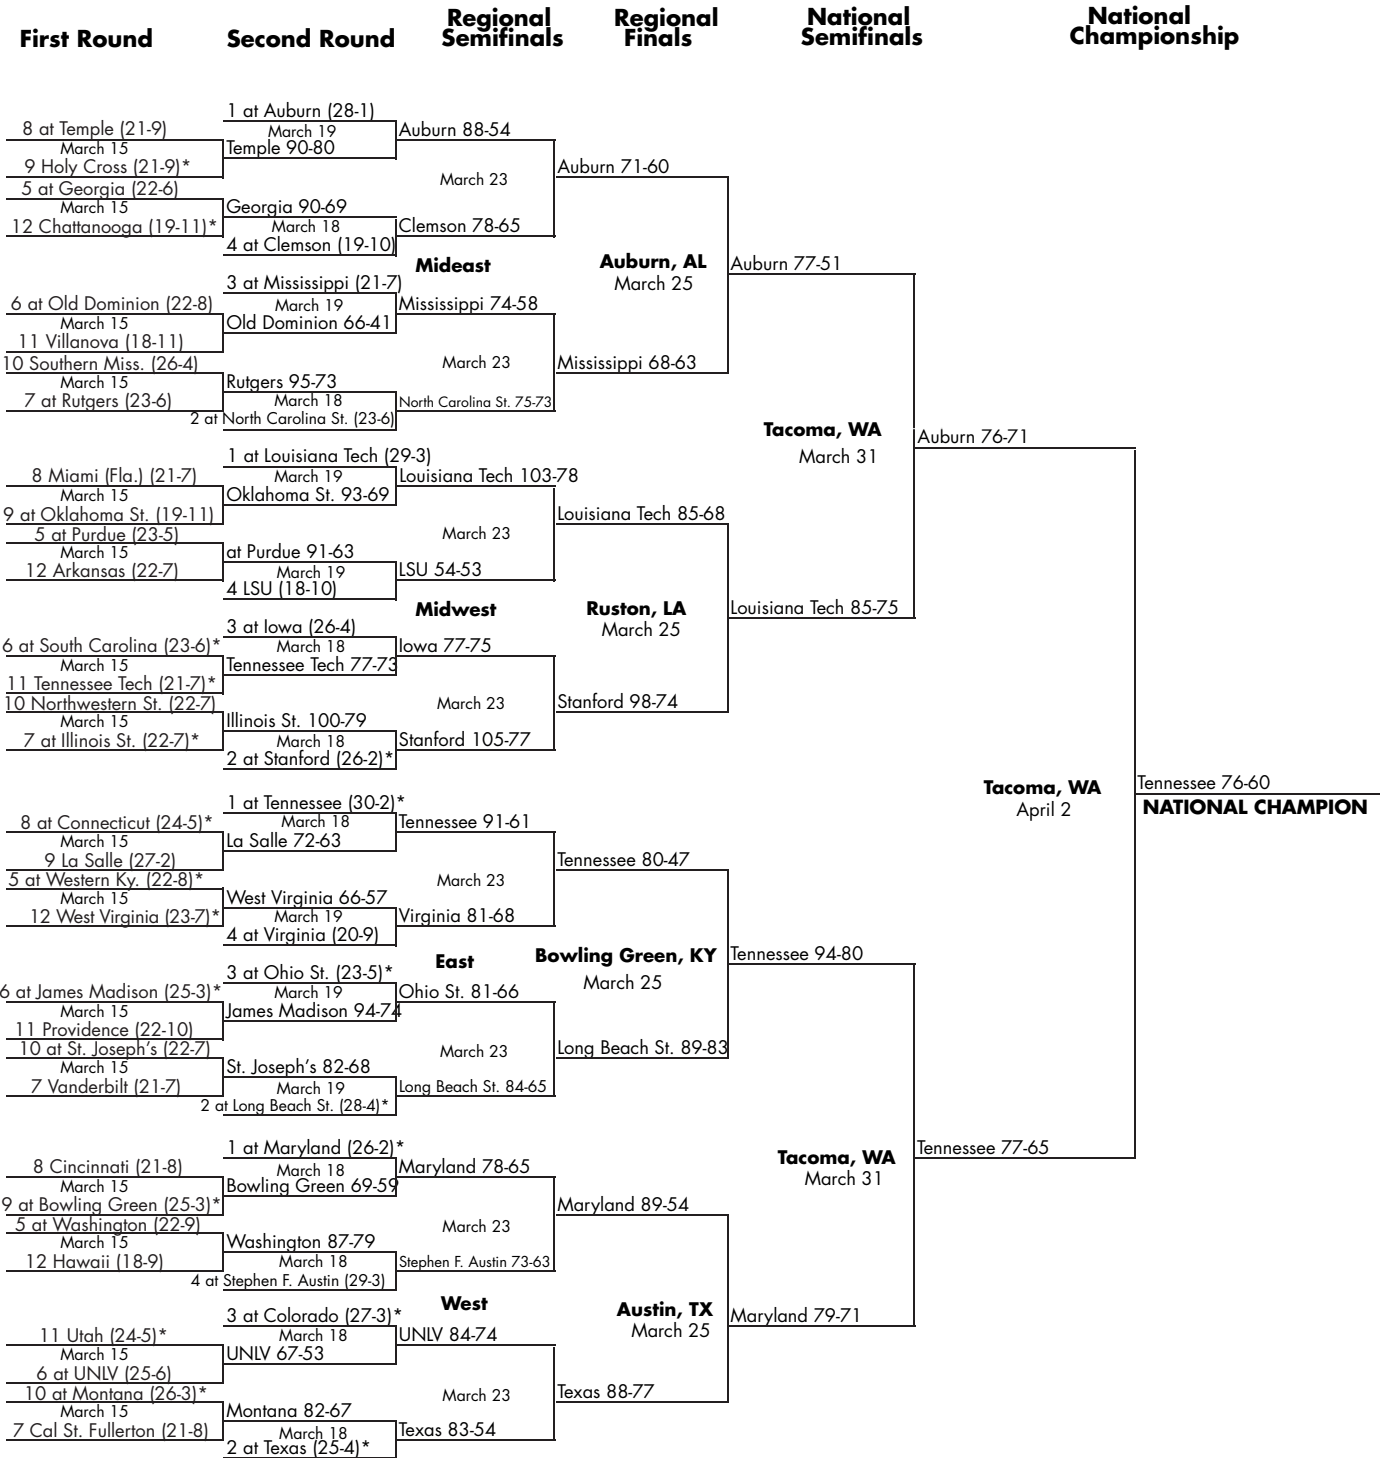 First Round
Second Round
Regional
Semifinals
Regional
Finals
National
Semifinals
National
Championship
1 at Auburn (28-1)
8 at Temple (21-9)
March 19
Auburn 88-54
March 15
Temple 90-80
9 Holy Cross (21-9)*
Auburn 71-60
5 at Georgia (22-6)
March 23
March 15
Georgia 90-69
12 Chattanooga (19-11)*
March 18
Clemson 78-65
4 at Clemson (19-10)
Mideast
Auburn, AL
March 25
Auburn 77-51
3 at Mississippi (21-7)
6 at Old Dominion (22-8)
March 19
Mississippi 74-58
March 15
Old Dominion 66-41
11 Villanova (18-11)
10 Southern Miss. (26-4)
March 23
Mississippi 68-63
March 15
Rutgers 95-73
7 at Rutgers (23-6)
March 18
North Carolina St. 75-73
2 at North Carolina St. (23-6)
Tacoma, WA
March 31
Auburn 76-71
1 at Louisiana Tech (29-3)
8 Miami (Fla.) (21-7)
March 19
Louisiana Tech 103-78
March 15
Oklahoma St. 93-69
9 at Oklahoma St. (19-11)
Louisiana Tech 85-68
5 at Purdue (23-5)
March 23
March 15
at Purdue 91-63
12 Arkansas (22-7)
March 19
LSU 54-53
4 LSU (18-10)
Midwest
Ruston, LA
March 25
Louisiana Tech 85-75
3 at Iowa (26-4)
6 at South Carolina (23-6)*
March 18
Iowa 77-75
March 15
Tennessee Tech 77-73
11 Tennessee Tech (21-7)*
10 Northwestern St. (22-7)
March 23
Stanford 98-74
March 15
Illinois St. 100-79
7 at Illinois St. (22-7)*
March 18
Stanford 105-77
2 at Stanford (26-2)*
Tacoma, WA
April 2
Tennessee 76-60
NATIONAL CHAMPION
1 at Tennessee (30-2)*
8 at Connecticut (24-5)*
March 18
Tennessee 91-61
March 15
La Salle 72-63
9 La Salle (27-2)
Tennessee 80-47
5 at Western Ky. (22-8)*
March 23
March 15
West Virginia 66-57
12 West Virginia (23-7)*
March 19
Virginia 81-68
4 at Virginia (20-9)
East
Bowling Green, KY
March 25
Tennessee 94-80
3 at Ohio St. (23-5)*
6 at James Madison (25-3)*
March 19
Ohio St. 81-66
March 15
James Madison 94-74
11 Providence (22-10)
10 at St. Joseph's (22-7)
March 23
Long Beach St. 89-83
March 15
St. Joseph's 82-68
7 Vanderbilt (21-7)
March 19
Long Beach St. 84-65
2 at Long Beach St. (28-4)*
Tacoma, WA
March 31
Tennessee 77-65
1 at Maryland (26-2)*
8 Cincinnati (21-8)
March 18
Maryland 78-65
March 15
Bowling Green 69-59
9 at Bowling Green (25-3)*
Maryland 89-54
5 at Washington (22-9)
March 23
March 15
Washington 87-79
12 Hawaii (18-9)
March 18
Stephen F. Austin 73-63
4 at Stephen F. Austin (29-3)
West
Austin, TX
March 25
Maryland 79-71
3 at Colorado (27-3)*
11 Utah (24-5)*
March 18
UNLV 84-74
March 15
UNLV 67-53
6 at UNLV (25-6)
10 at Montana (26-3)*
March 23
Texas 88-77
March 15
Montana 82-67
7 Cal St. Fullerton (21-8)
March 18
Texas 83-54
2 at Texas (25-4)*